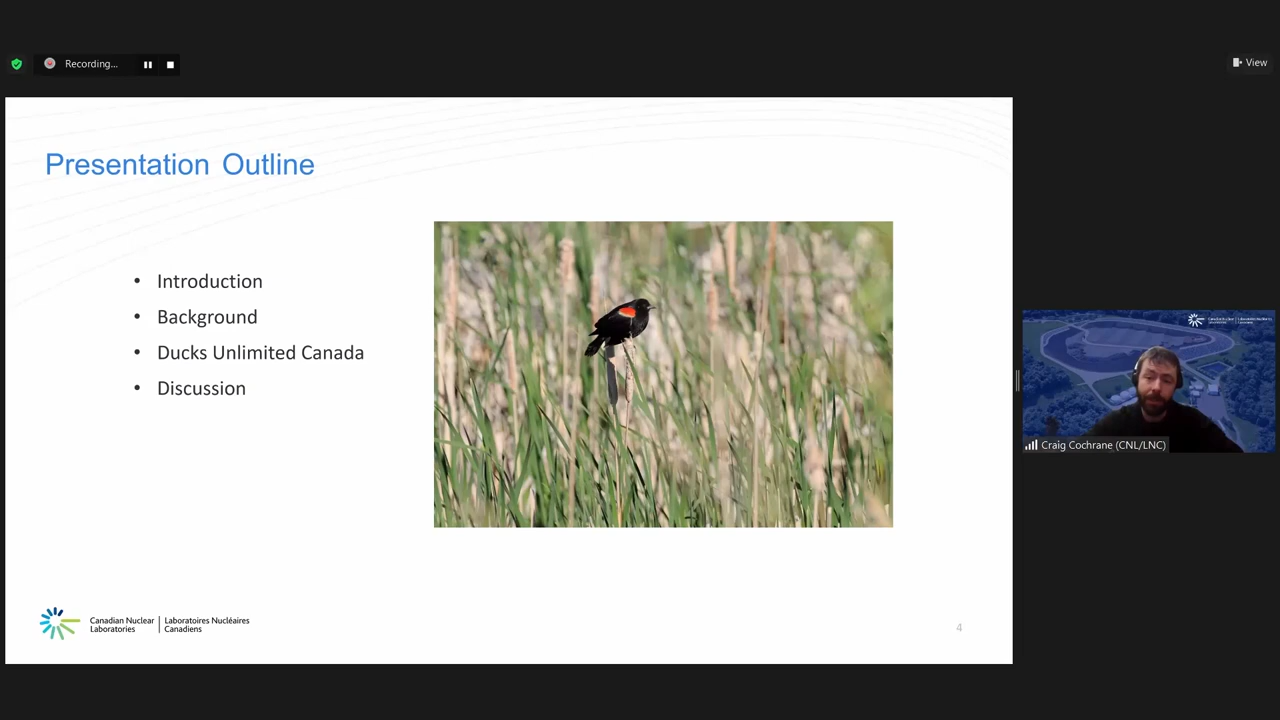 Recording...
View
Presentation Outline
• Introduction
• Background
• Ducks Unlimited Canada
• Discussion
Craig Cochrane (CNL/LNC)
Canadian Nuclear Laboratories | Laboratoires Nucléaires Canadiens
4